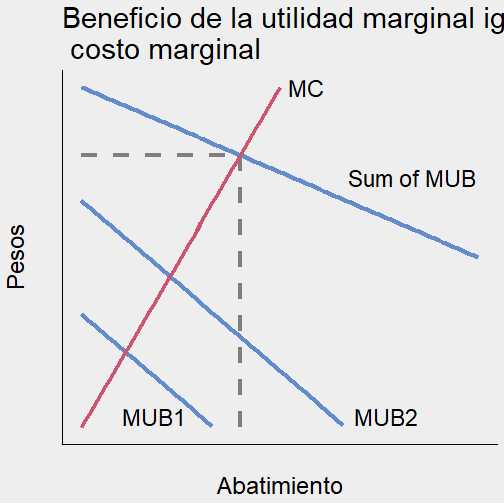 Beneficio de la utilidad marginal ig
costo marginal
MC
Sum of MUB
Pesos
MUB1
MUB2
Abatimiento